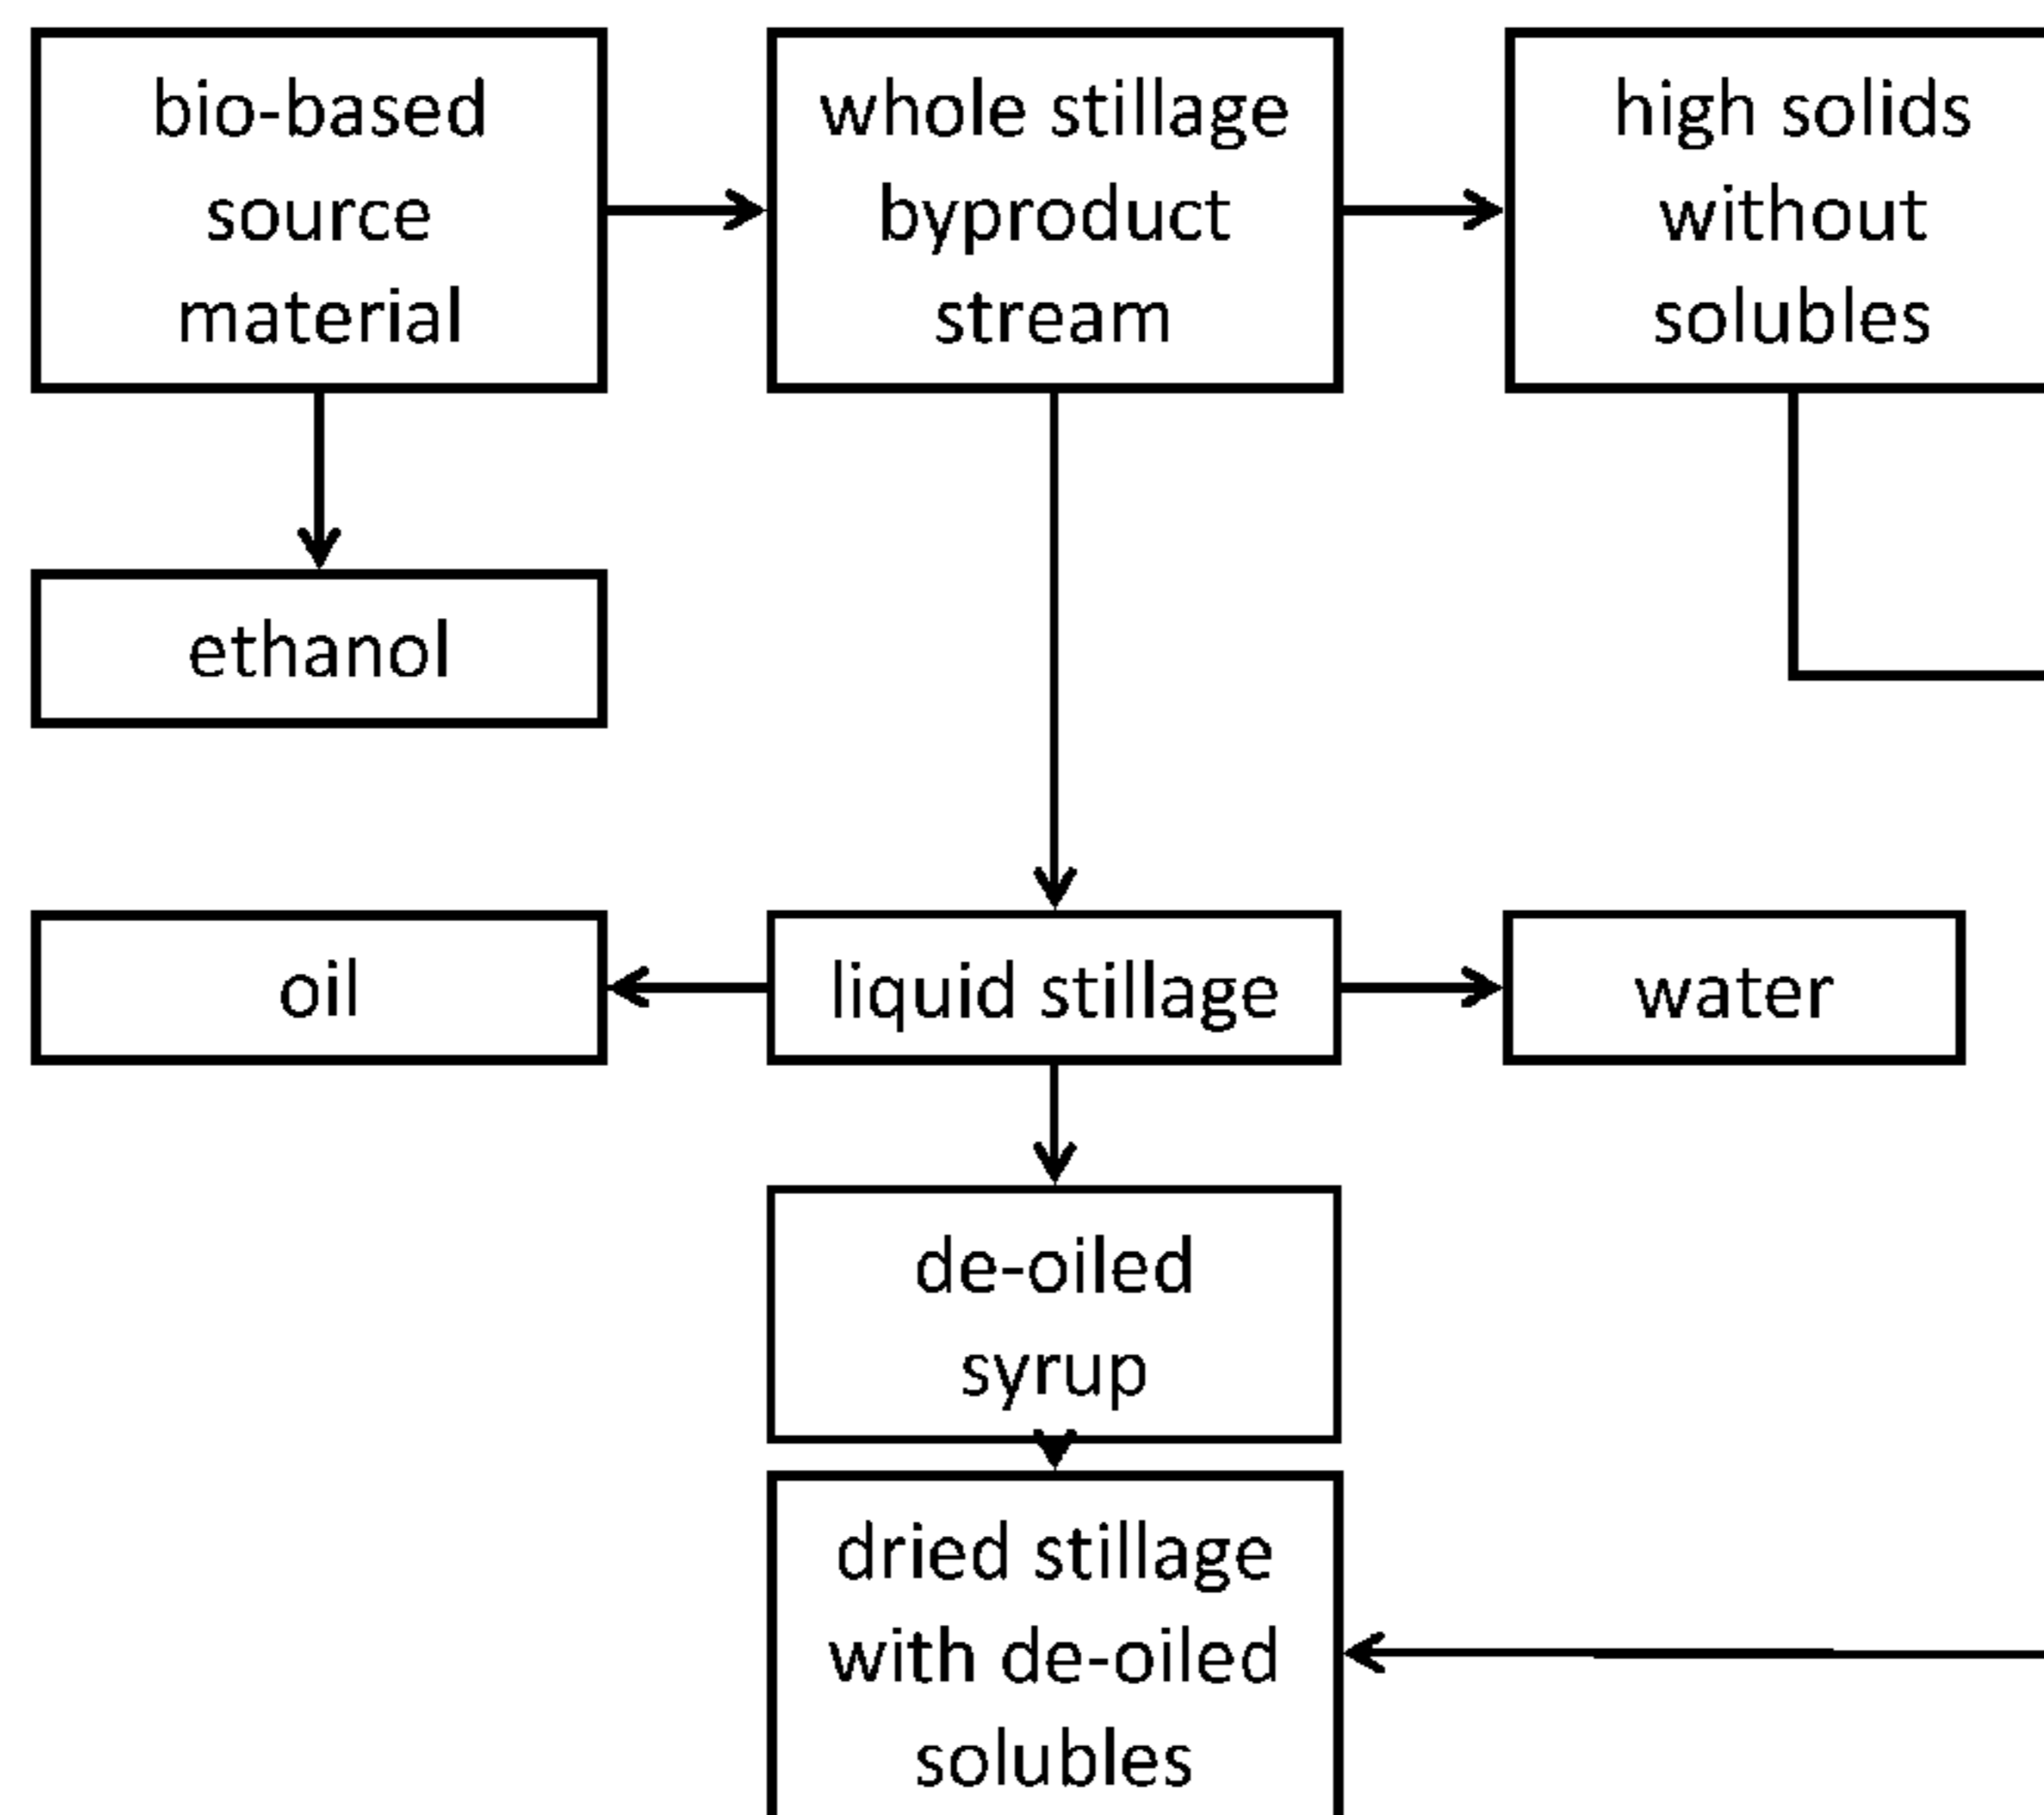 bio-based
source
material
whole stillage
byproduct
stream
high solids
without
solubles
ethanol
oil
liquid stillage
water
de-oiled
syrup
dried stillage
with de-oiled
solubles